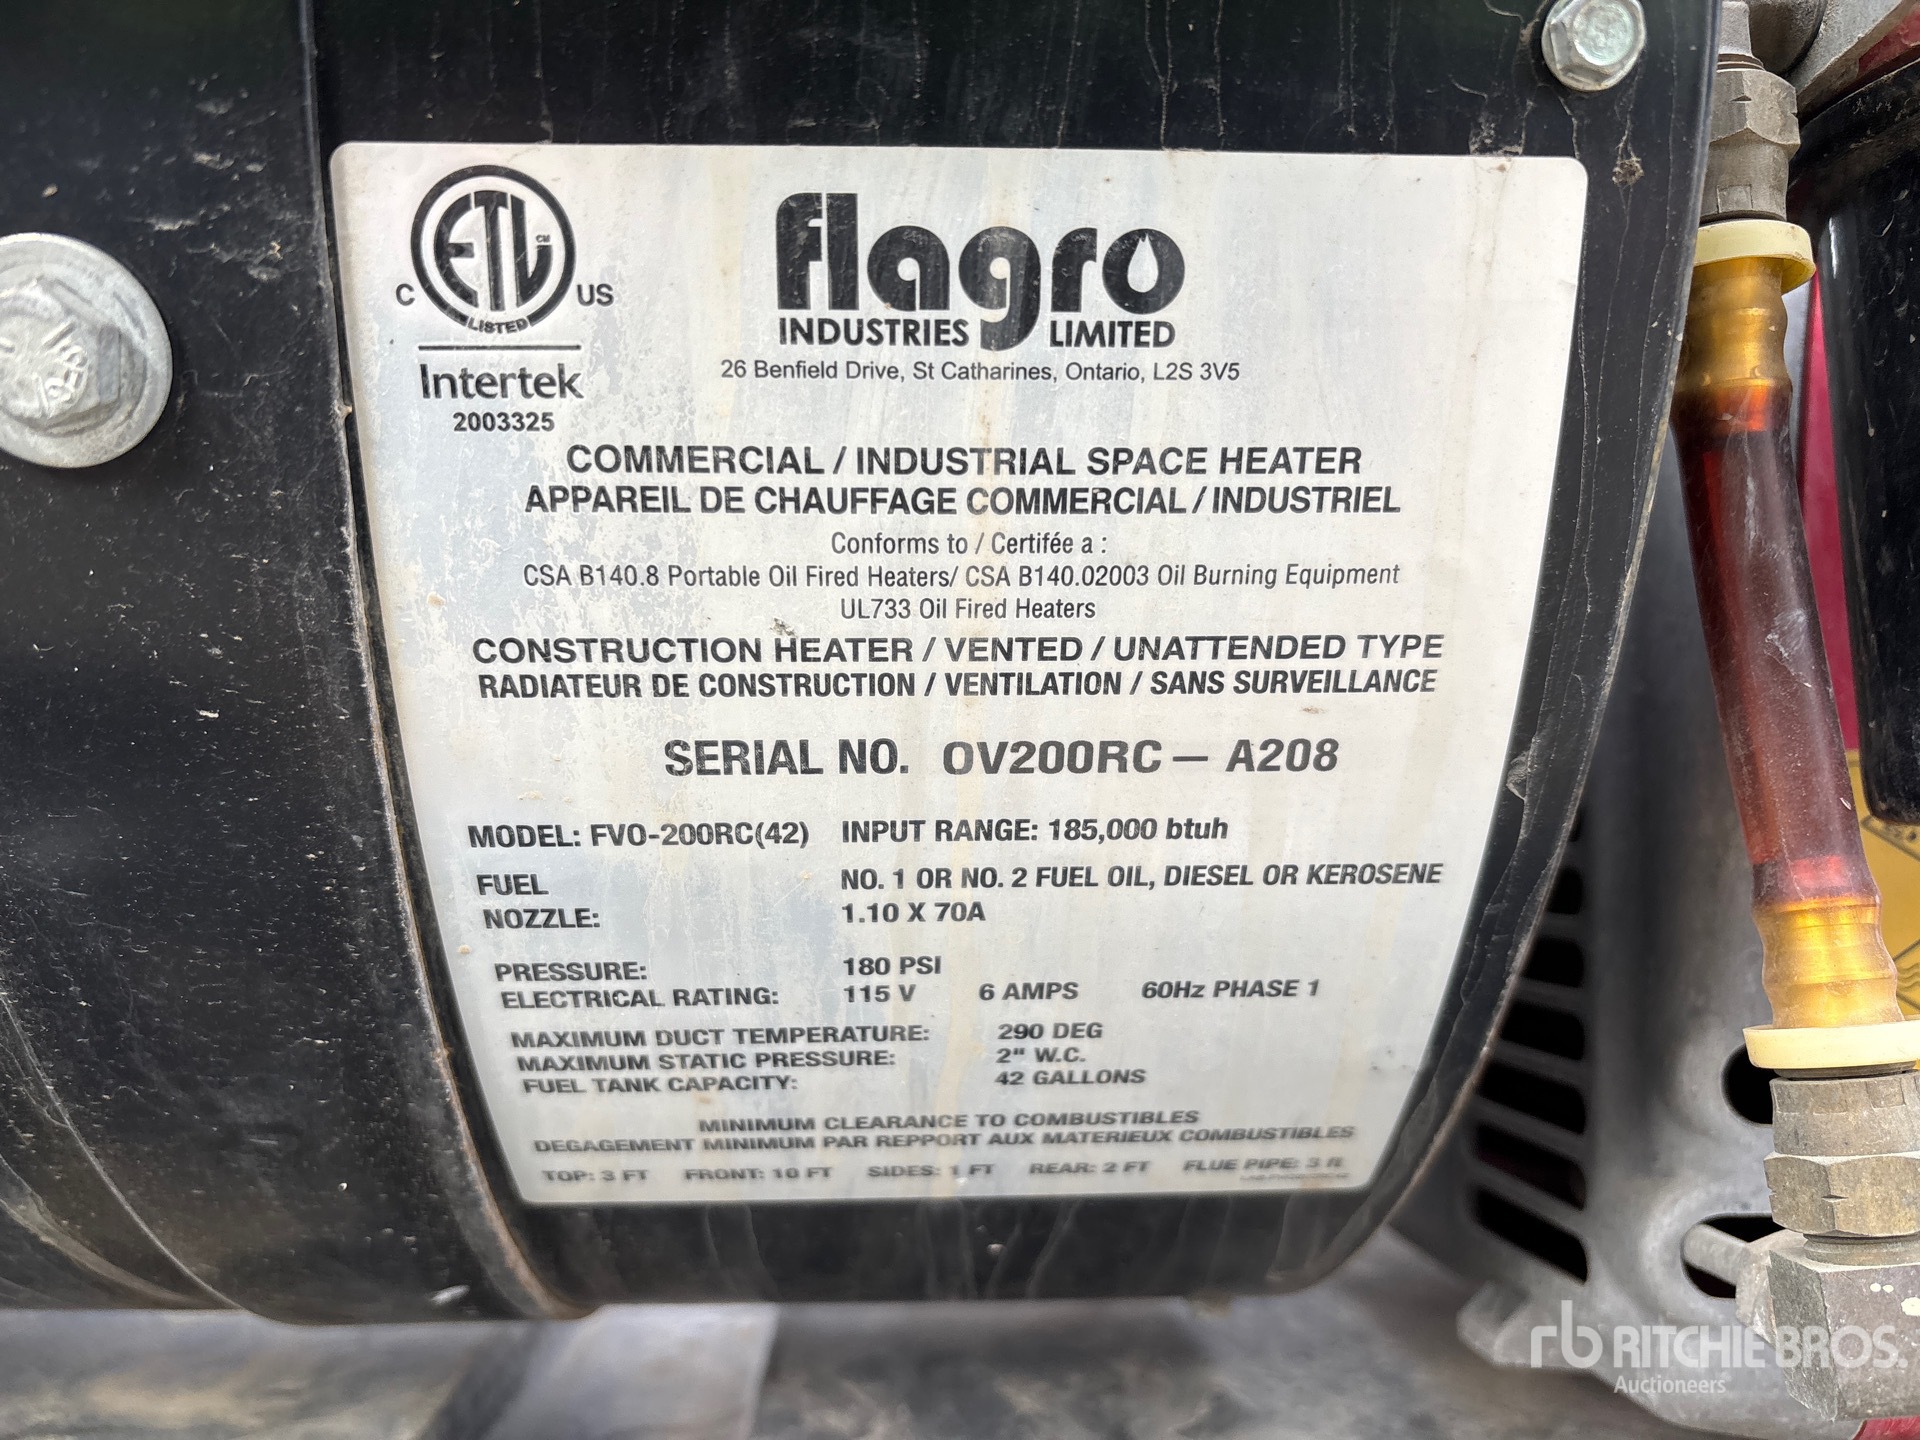 ETL CM
LISTED
C US
Intertek
2003325
flagro
INDUSTRIES LIMITED
26 Benfield Drive, St Catharines, Ontario, L2S 3V5
COMMERCIAL / INDUSTRIAL SPACE HEATER
APPAREIL DE CHAUFFAGE COMMERCIAL / INDUSTRIEL
Conforms to / Certifée a :
CSA B140.8 Portable Oil Fired Heaters/ CSA B140.02003 Oil Burning Equipment
UL733 Oil Fired Heaters
CONSTRUCTION HEATER / VENTED / UNATTENDED TYPE
RADIATEUR DE CONSTRUCTION / VENTILATION / SANS SURVEILLANCE
SERIAL NO. OV200RC — A208
MODEL: FVO-200RC(42) INPUT RANGE: 185,000 btuh
FUEL NO. 1 OR NO. 2 FUEL OIL, DIESEL OR KEROSENE
NOZZLE: 1.10 X 70A
PRESSURE: 180 PSI
ELECTRICAL RATING: 115 V 6 AMPS 60Hz PHASE 1
MAXIMUM DUCT TEMPERATURE: 290 DEG
MAXIMUM STATIC PRESSURE: 2" W.C.
FUEL TANK CAPACITY: 42 GALLONS
MINIMUM CLEARANCE TO COMBUSTIBLES
DEGAGEMENT MINIMUM PAR REPPORT AUX MATERIEUX COMBUSTIBLES
TOP: 3 FT FRONT: 10 FT SIDES: 1 FT REAR: 2 FT FLUE PIPE: 3 ft
rb RITCHIE BROS.
Auctioneers